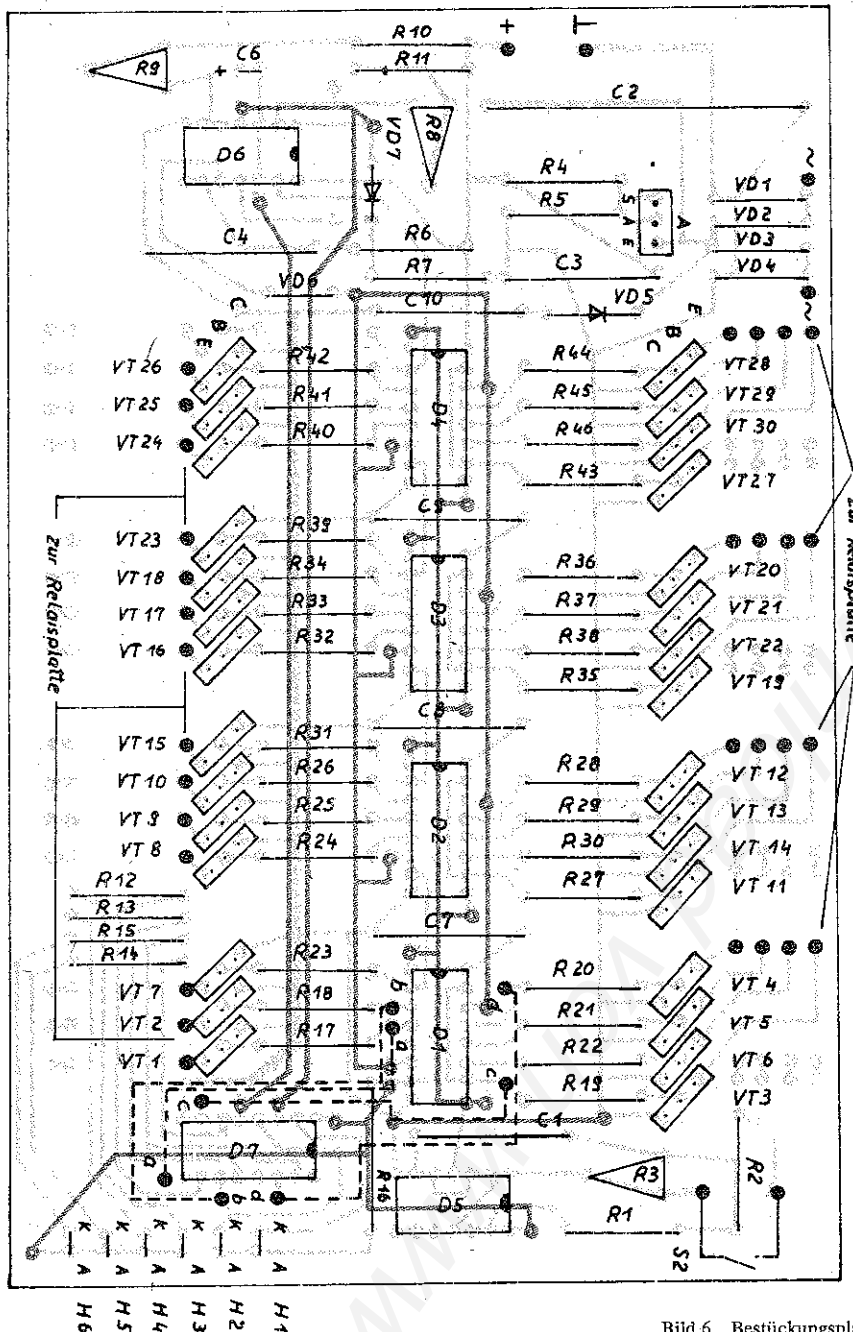 R10
+ ⊥
R9
+ C6
R11
C2
D6
VD7
R8
R4
~
R5
S A E
A
VD1
VD2
VD3
VD4
C4
R6
R7
C3
VD6
C10
VD5
~
C B E
E B C
VT26 R42
VT25 R41
VT24 R40
D4
R44 VT28
R45 VT29
R46 VT30
R43 VT27
C9
zur Relaisplatte
zur Relaisplatte
VT23 R39
VT18 R34
VT17 R33
VT16 R32
D3
R36 VT20
R37 VT21
R38 VT22
R35 VT19
C8
VT15 R31
VT10 R26
VT9 R25
VT8 R24
D2
R28 VT12
R29 VT13
R30 VT14
R27 VT11
R12
R13
R15
R14
C7
R23
VT7 R18
VT2 R17
VT1
b
a
D1
d
c
R20 VT4
R21 VT5
R22 VT6
R19 VT3
c
C1
D7
a
b d
R16
D5
R3
R1
R2
S2
K K K K K K
A A A A A A
H6 H5 H4 H3 H2 H1
Bild 6 Bestückungspla